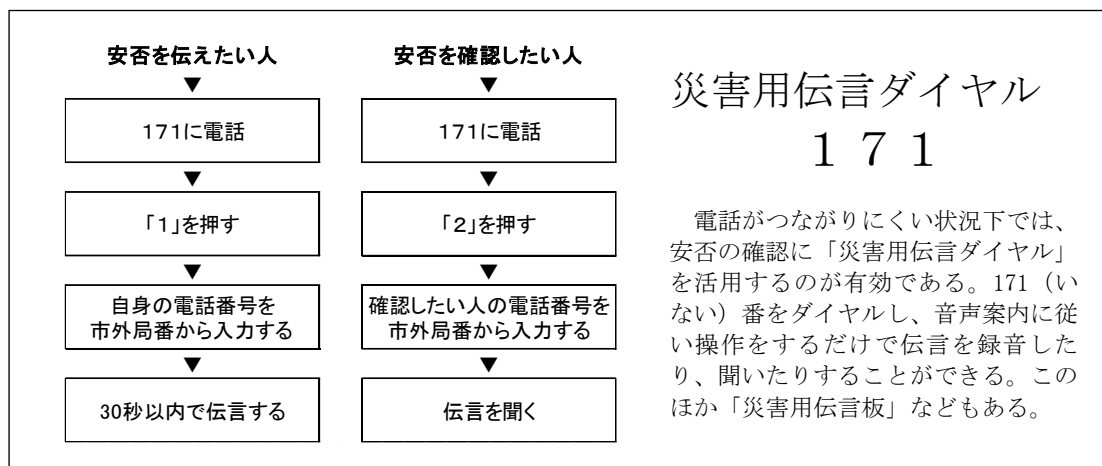 安否を伝えたい人
▼
171に電話
▼
「1」を押す
▼
自身の電話番号を
市外局番から入力する
▼
30秒以内で伝言する
安否を確認したい人
▼
171に電話
▼
「2」を押す
▼
確認したい人の電話番号を
市外局番から入力する
▼
伝言を聞く
災害用伝言ダイヤル
１７１
　電話がつながりにくい状況下では、
安否の確認に「災害用伝言ダイヤル」
を活用するのが有効である。171（い
ない）番をダイヤルし、音声案内に従
い操作をするだけで伝言を録音した
り、聞いたりすることができる。この
ほか「災害用伝言板」などもある。